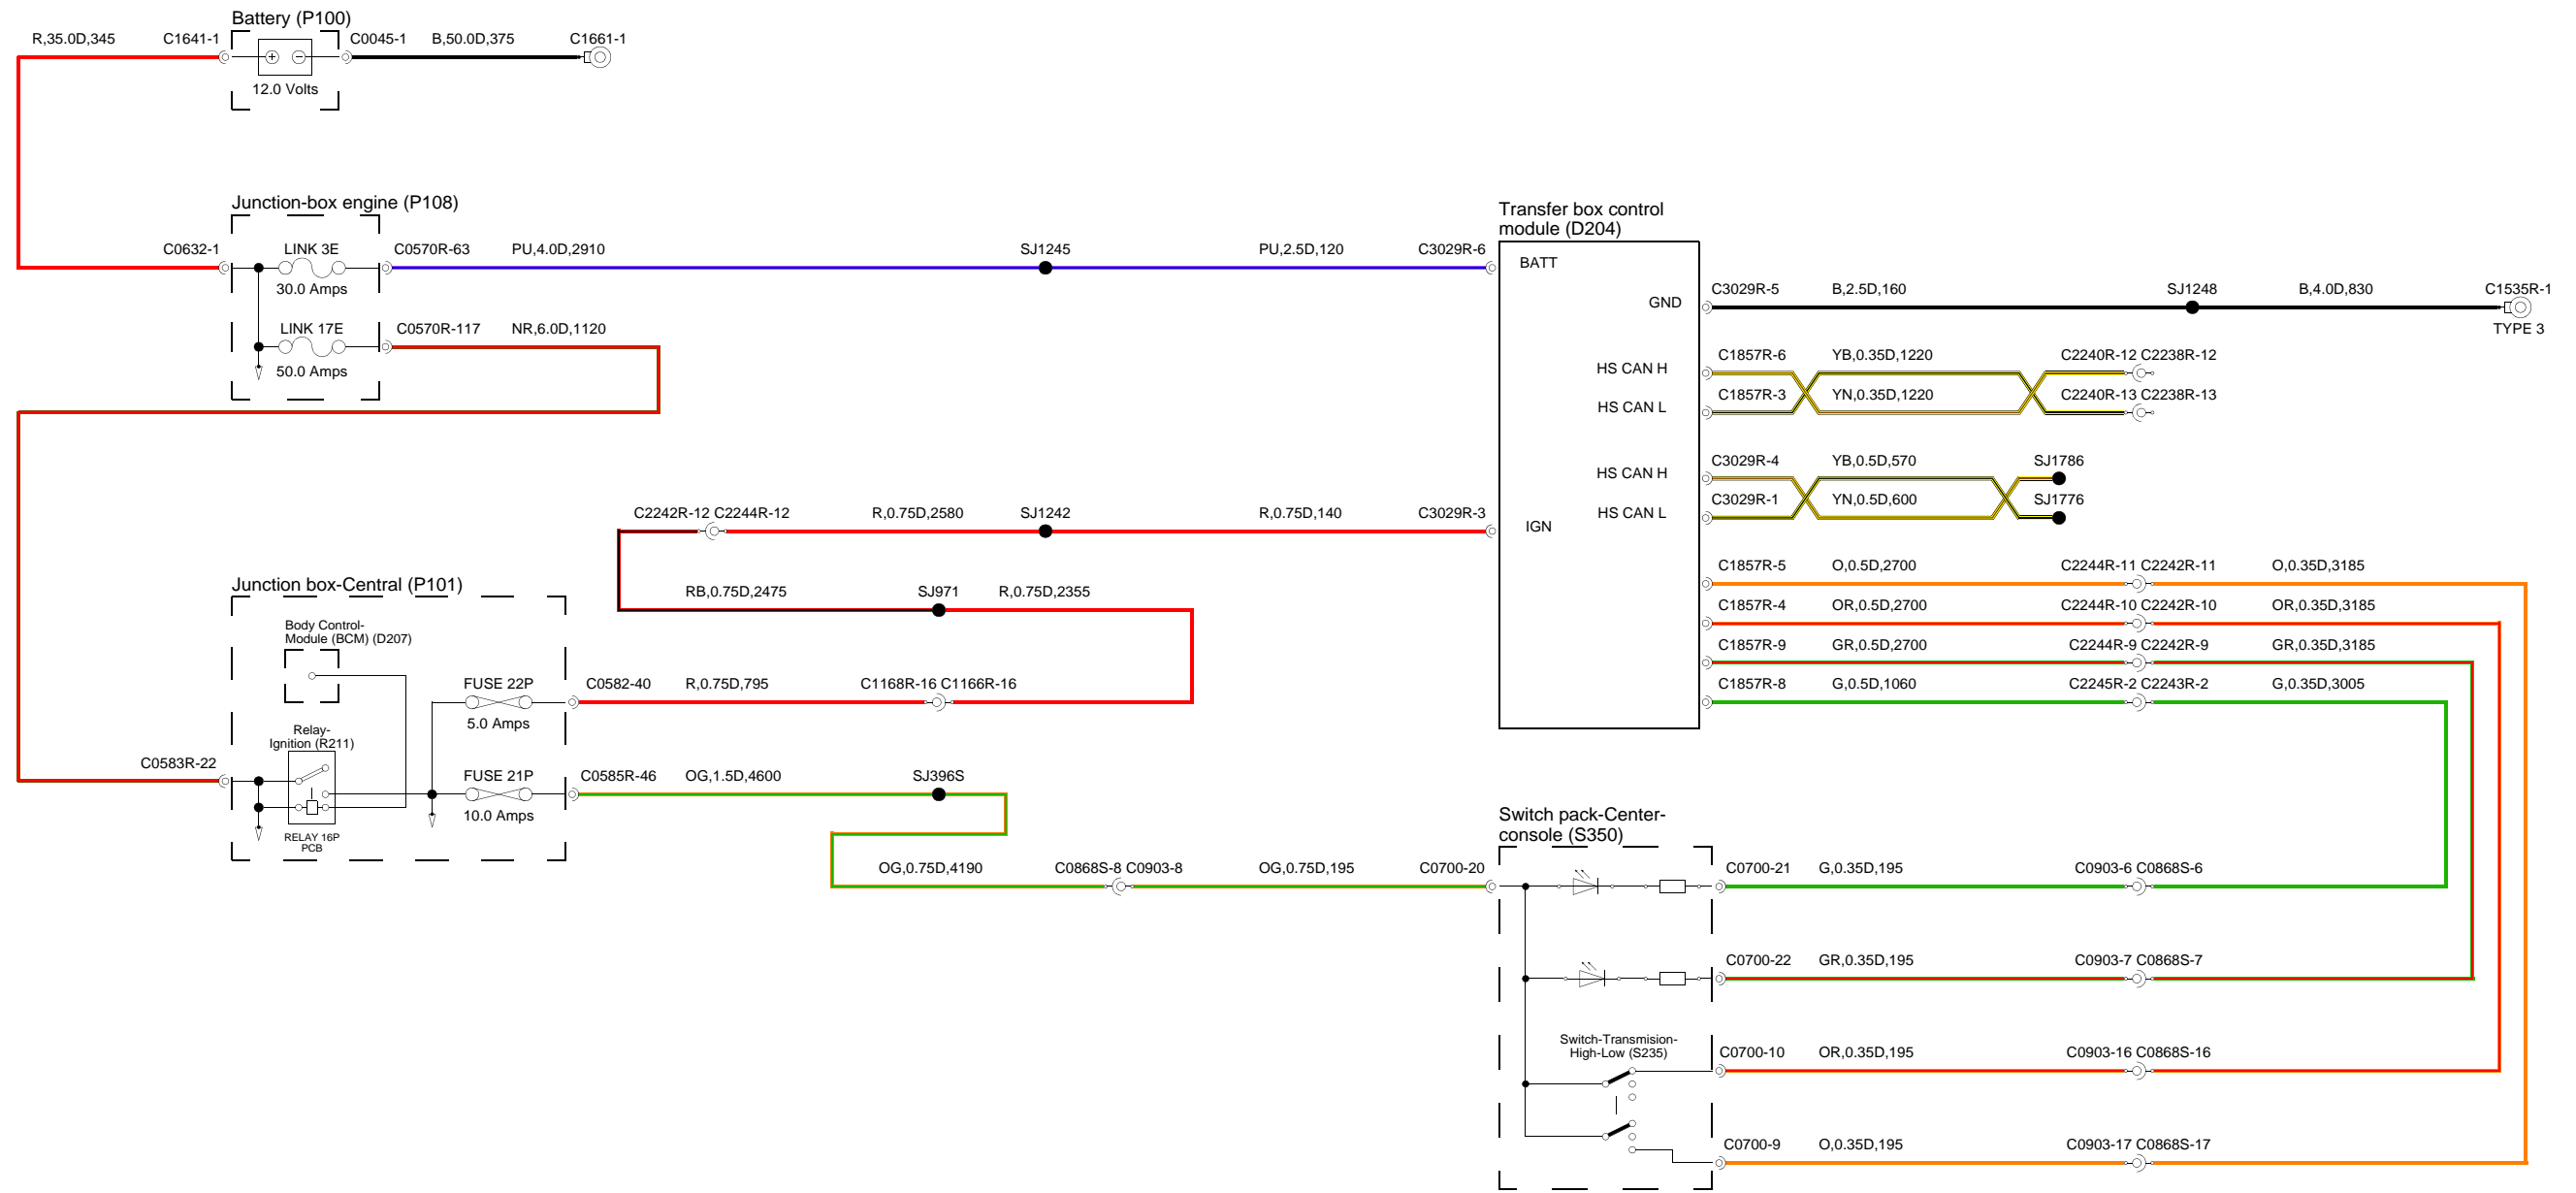 Battery (P100)
R,35.0D,345
C1641-1
C0045-1
B,50.0D,375
C1661-1
12.0 Volts
Junction-box engine (P108)
C0632-1
LINK 3E
30.0 Amps
C0570R-63
PU,4.0D,2910
SJ1245
PU,2.5D,120
C3029R-6
LINK 17E
50.0 Amps
C0570R-117
NR,6.0D,1120
Transfer box control
module (D204)
BATT
GND
C3029R-5
B,2.5D,160
SJ1248
B,4.0D,830
C1535R-1
TYPE 3
HS CAN H
C1857R-6
YB,0.35D,1220
C2240R-12 C2238R-12
HS CAN L
C1857R-3
YN,0.35D,1220
C2240R-13 C2238R-13
HS CAN H
C3029R-4
YB,0.5D,570
SJ1786
HS CAN L
C3029R-1
YN,0.5D,600
SJ1776
C2242R-12 C2244R-12
R,0.75D,2580
SJ1242
R,0.75D,140
C3029R-3
IGN
RB,0.75D,2475
SJ971
R,0.75D,2355
C1857R-5
O,0.5D,2700
C2244R-11 C2242R-11
O,0.35D,3185
C1857R-4
OR,0.5D,2700
C2244R-10 C2242R-10
OR,0.35D,3185
C1857R-9
GR,0.5D,2700
C2244R-9 C2242R-9
GR,0.35D,3185
C1857R-8
G,0.5D,1060
C2245R-2 C2243R-2
G,0.35D,3005
Junction box-Central (P101)
Body Control-
Module (BCM) (D207)
FUSE 22P
5.0 Amps
C0582-40
R,0.75D,795
C1168R-16 C1166R-16
Relay-
Ignition (R211)
C0583R-22
RELAY 16P
PCB
FUSE 21P
10.0 Amps
C0585R-46
OG,1.5D,4600
SJ396S
OG,0.75D,4190
C0868S-8 C0903-8
OG,0.75D,195
C0700-20
Switch pack-Center-
console (S350)
C0700-21
G,0.35D,195
C0903-6 C0868S-6
C0700-22
GR,0.35D,195
C0903-7 C0868S-7
Switch-Transmision-
High-Low (S235)
C0700-10
OR,0.35D,195
C0903-16 C0868S-16
C0700-9
O,0.35D,195
C0903-17 C0868S-17